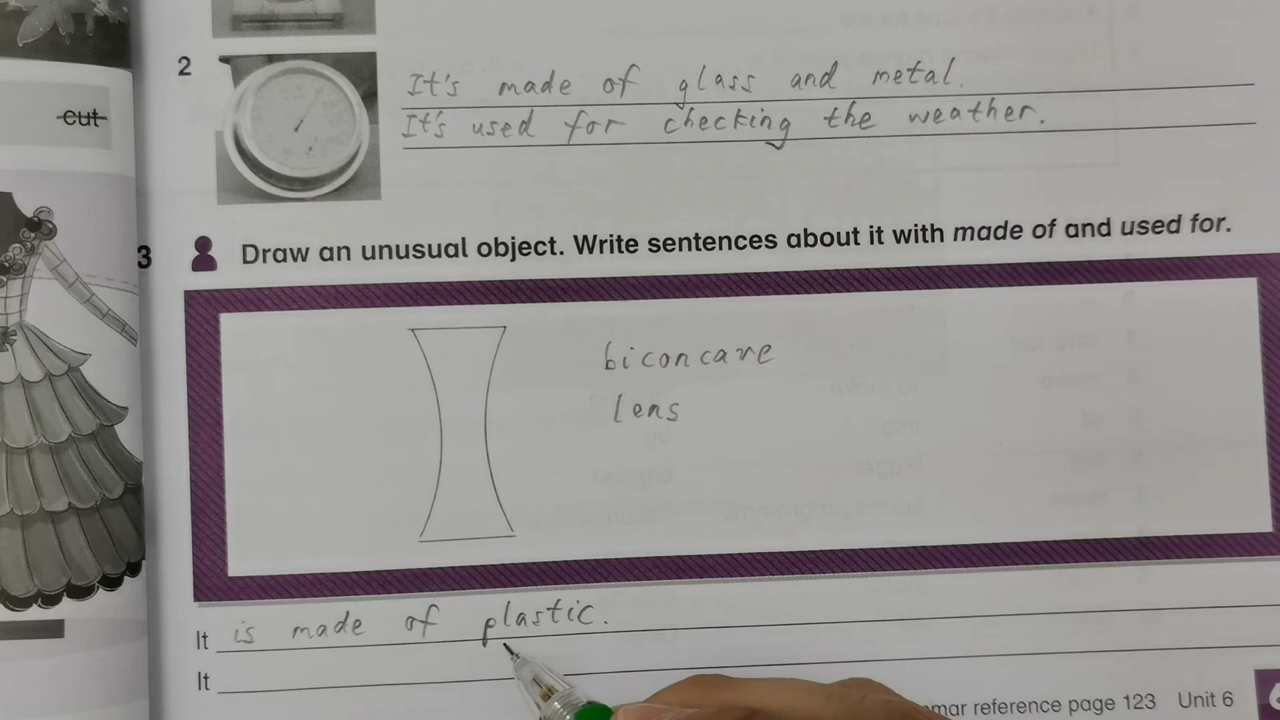 2
It's made of glass and metal.
It's used for checking the weather.
cut
3 Draw an unusual object. Write sentences about it with made of and used for.
biconcave
lens
It is made of plastic.
It
reference page 123 Unit 6